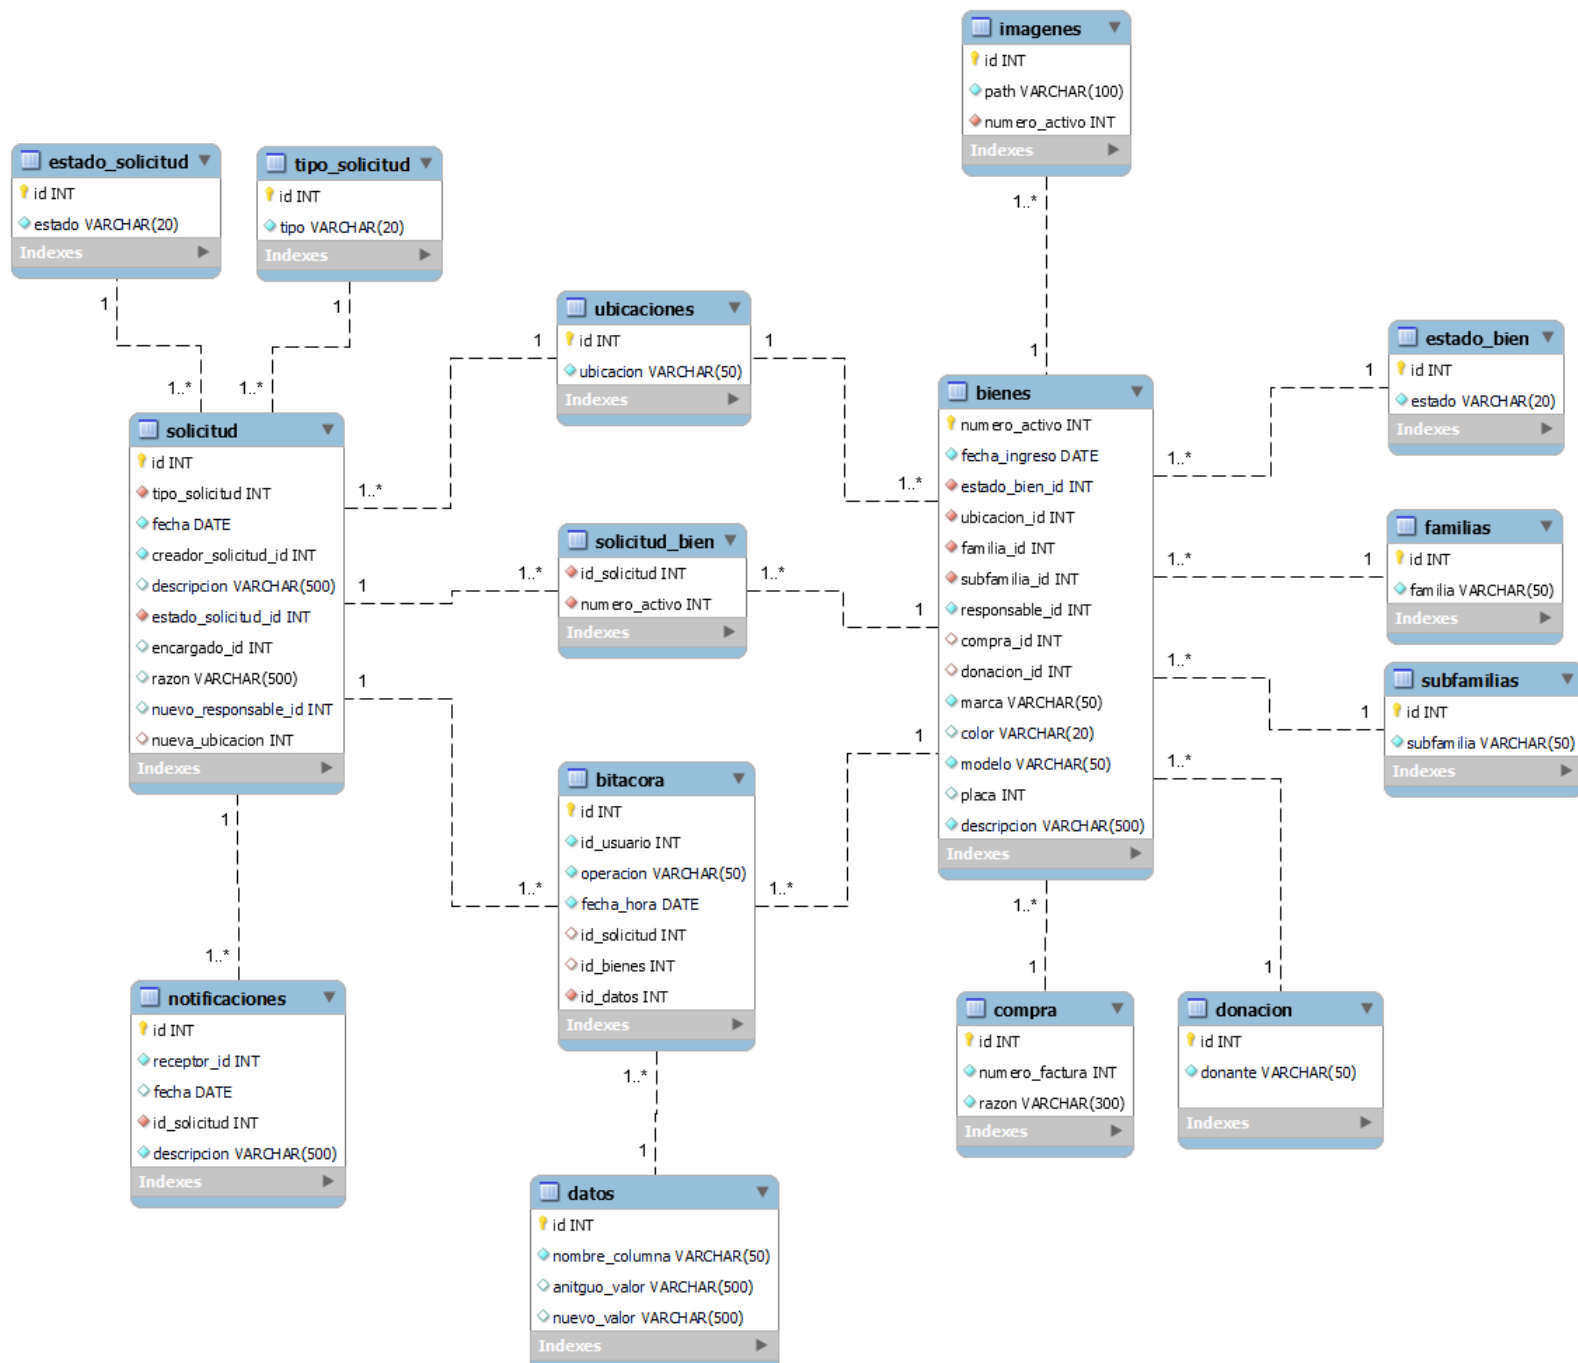 imagenes
id INT
path VARCHAR(100)
numero_activo INT
Indexes
1..*
1
estado_solicitud
id INT
estado VARCHAR(20)
Indexes
1
1..*
tipo_solicitud
id INT
tipo VARCHAR(20)
Indexes
1
1..*
ubicaciones
id INT
ubicacion VARCHAR(50)
Indexes
1
1
1..*
1..*
estado_bien
id INT
estado VARCHAR(20)
Indexes
1
1..*
solicitud
id INT
tipo_solicitud INT
fecha DATE
creador_solicitud_id INT
descripcion VARCHAR(500)
estado_solicitud_id INT
encargado_id INT
razon VARCHAR(500)
nuevo_responsable_id INT
nueva_ubicacion INT
Indexes
1
1
1
1..*
solicitud_bien
id_solicitud INT
numero_activo INT
Indexes
1..*
1..*
1
bienes
numero_activo INT
fecha_ingreso DATE
estado_bien_id INT
ubicacion_id INT
familia_id INT
subfamilia_id INT
responsable_id INT
compra_id INT
donacion_id INT
marca VARCHAR(50)
color VARCHAR(20)
modelo VARCHAR(50)
placa INT
descripcion VARCHAR(500)
Indexes
familias
id INT
familia VARCHAR(50)
Indexes
1..*
1
subfamilias
id INT
subfamilia VARCHAR(50)
Indexes
1..*
1
bitacora
id INT
id_usuario INT
operacion VARCHAR(50)
fecha_hora DATE
id_solicitud INT
id_bienes INT
id_datos INT
Indexes
1..*
1..*
1
1..*
1
notificaciones
id INT
receptor_id INT
fecha DATE
id_solicitud INT
descripcion VARCHAR(500)
Indexes
compra
id INT
numero_factura INT
razon VARCHAR(300)
Indexes
1..*
1
donacion
id INT
donante VARCHAR(50)
Indexes
1..*
1
datos
id INT
nombre_columna VARCHAR(50)
anitguo_valor VARCHAR(500)
nuevo_valor VARCHAR(500)
Indexes